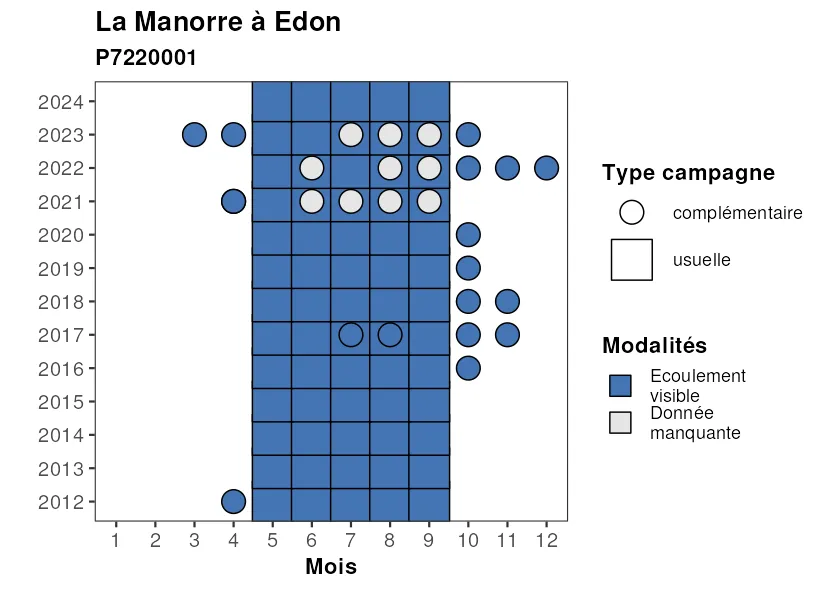 La Manorre à Edon
P7220001
2024
2023
2022
2021
2020
2019
2018
2017
2016
2015
2014
2013
2012
1 2 3 4 5 6 7 8 9 10 11 12
Mois
Type campagne
complémentaire
usuelle
Modalités
Ecoulement
visible
Donnée
manquante